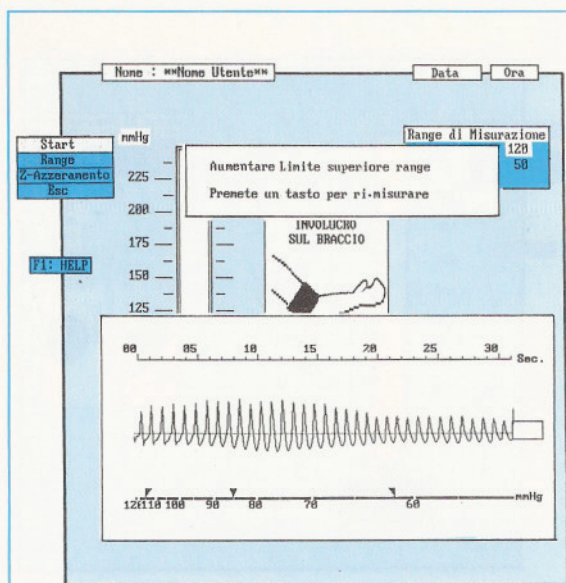 Nome : **Nome Utente**
Data
Ora
Start
Range
Z-Azzeramento
Esc
F1: HELP
mmHg
225
200
175
150
125
Range di Misurazione
120
50
Aumentare Limite superiore range
Premete un tasto per ri-misurare
INVOLUCRO
SUL BRACCIO
00 05 10 15 20 25 30 Sec.
120 110 100 90 80 70 60 mmHg